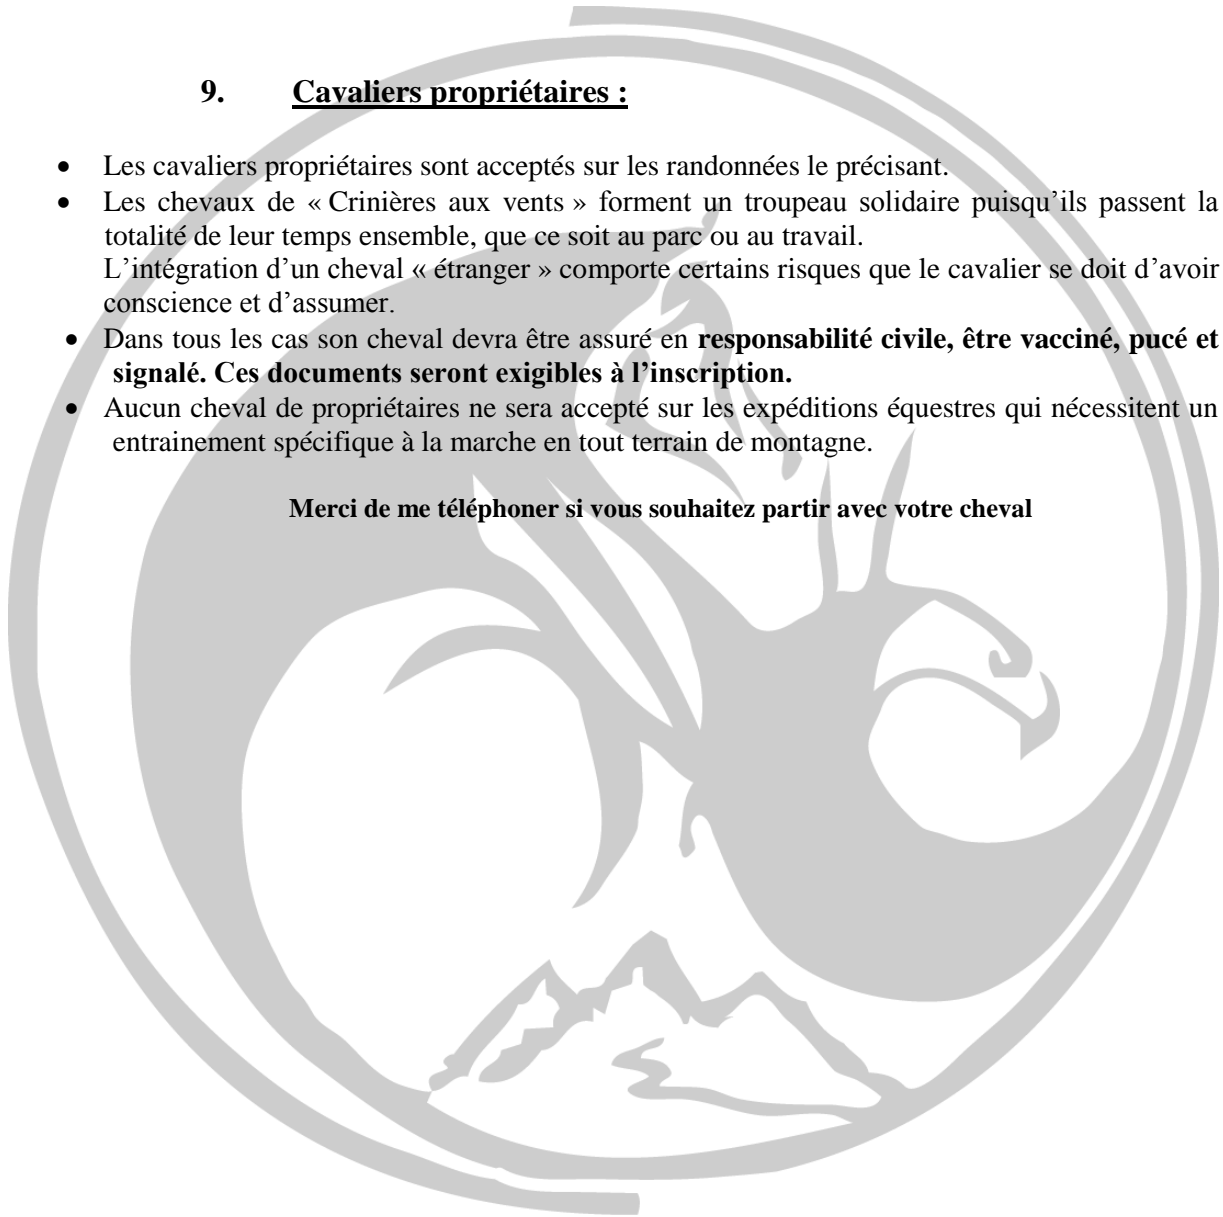 9. Cavaliers propriétaires :
• Les cavaliers propriétaires sont acceptés sur les randonnées le précisant.
• Les chevaux de « Crinières aux vents » forment un troupeau solidaire puisqu’ils passent la
totalité de leur temps ensemble, que ce soit au parc ou au travail.
L’intégration d’un cheval « étranger » comporte certains risques que le cavalier se doit d’avoir
conscience et d’assumer.
• Dans tous les cas son cheval devra être assuré en responsabilité civile, être vacciné, pucé et
signalé. Ces documents seront exigibles à l’inscription.
• Aucun cheval de propriétaires ne sera accepté sur les expéditions équestres qui nécessitent un
entrainement spécifique à la marche en tout terrain de montagne.
Merci de me téléphoner si vous souhaitez partir avec votre cheval